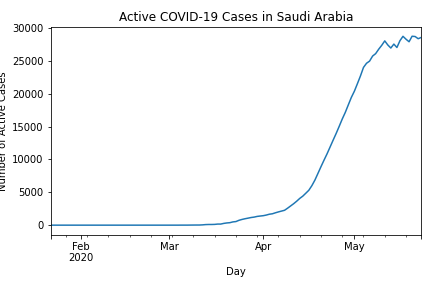 Active COVID-19 Cases in Saudi Arabia
30000
25000
20000
15000
10000
5000
0
Number of Active Cases
Feb
2020
Mar
Apr
May
Day